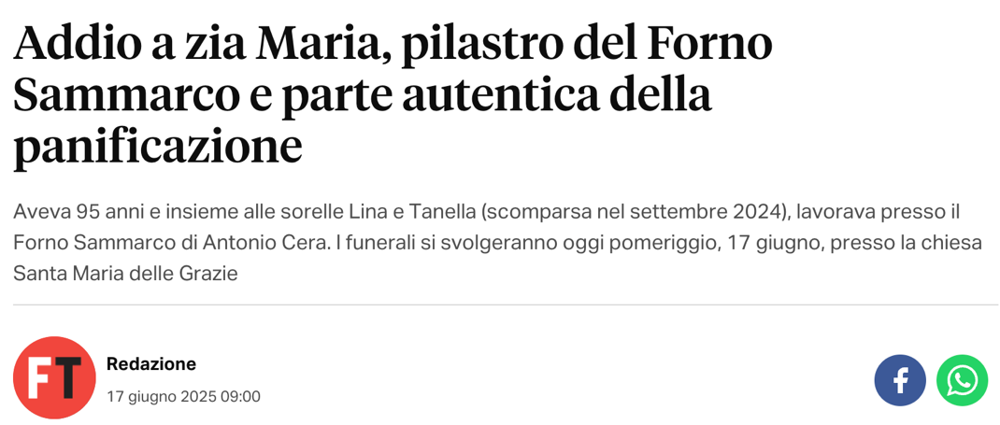 Addio a zia Maria, pilastro del Forno
Sammarco e parte autentica della
panificazione
Aveva 95 anni e insieme alle sorelle Lina e Tanella (scomparsa nel settembre 2024), lavorava presso il
Forno Sammarco di Antonio Cera. I funerali si svolgeranno oggi pomeriggio, 17 giugno, presso la chiesa
Santa Maria delle Grazie
FT
Redazione
17 giugno 2025 09:00